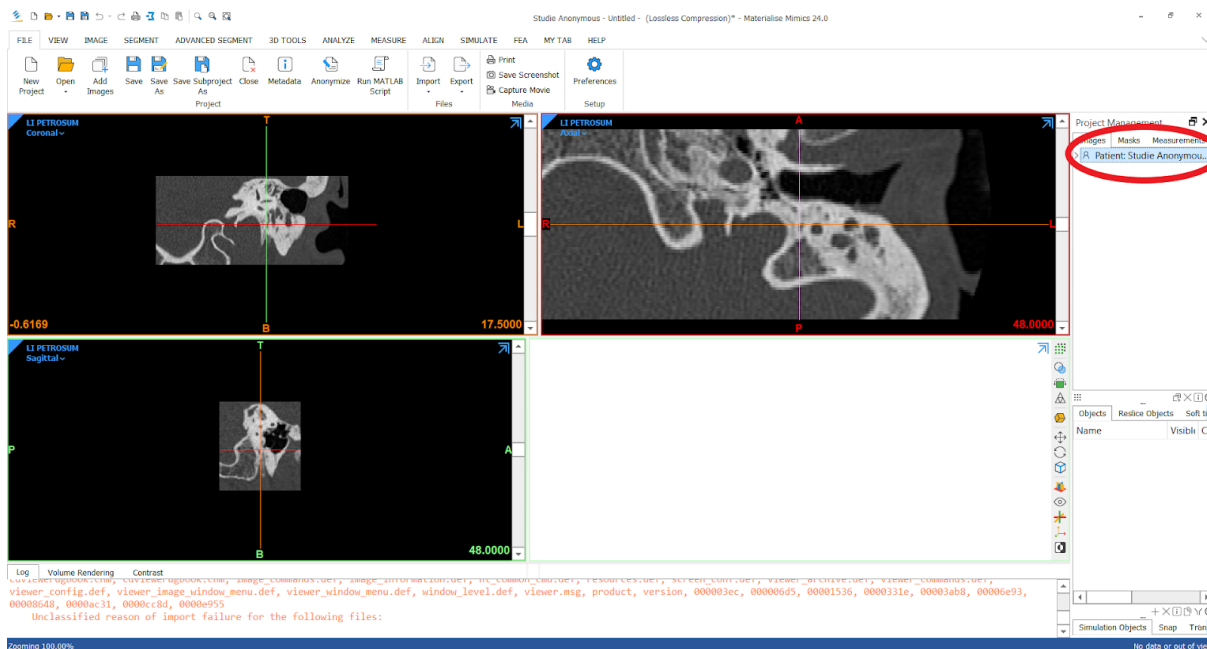 Studie Anonymous - Untitled - (Lossless Compression)* - Materialise Mimics 24.0
FILE VIEW IMAGE SEGMENT ADVANCED SEGMENT 3D TOOLS ANALYZE MEASURE ALIGN SIMULATE FEA MY TAB HELP
New Project
Open
Add Images
Save
Save As
Save Subproject As
Close
Metadata
Anonymize
Run MATLAB Script
Import
Export
Print
Save Screenshot
Capture Movie
Preferences
Project
Files
Media
Setup
LI PETROSUM
Coronal
T
R
L
-0.6169
B
17.5000
LI PETROSUM
Axial
A
R
L
P
48.0000
LI PETROSUM
Sagittal
T
P
A
B
48.0000
Project Management
Images Masks Measurements
Patient: Studie Anonymou...
Objects Reslice Objects Soft ti
Name Visible C
Log Volume Rendering Contrast
viewer_config.def, viewer_image_window_menu.def, viewer_window_menu.def, window_level.def, viewer.msg, product, version, 000003ec, 000006d5, 00001536, 0000331e, 00003ab8, 00006e93,
00008648, 0000ac31, 0000cc8d, 0000e955
Unclassified reason of import failure for the following files:
Simulation Objects Snap
Zooming 100.00%
No data or out of view